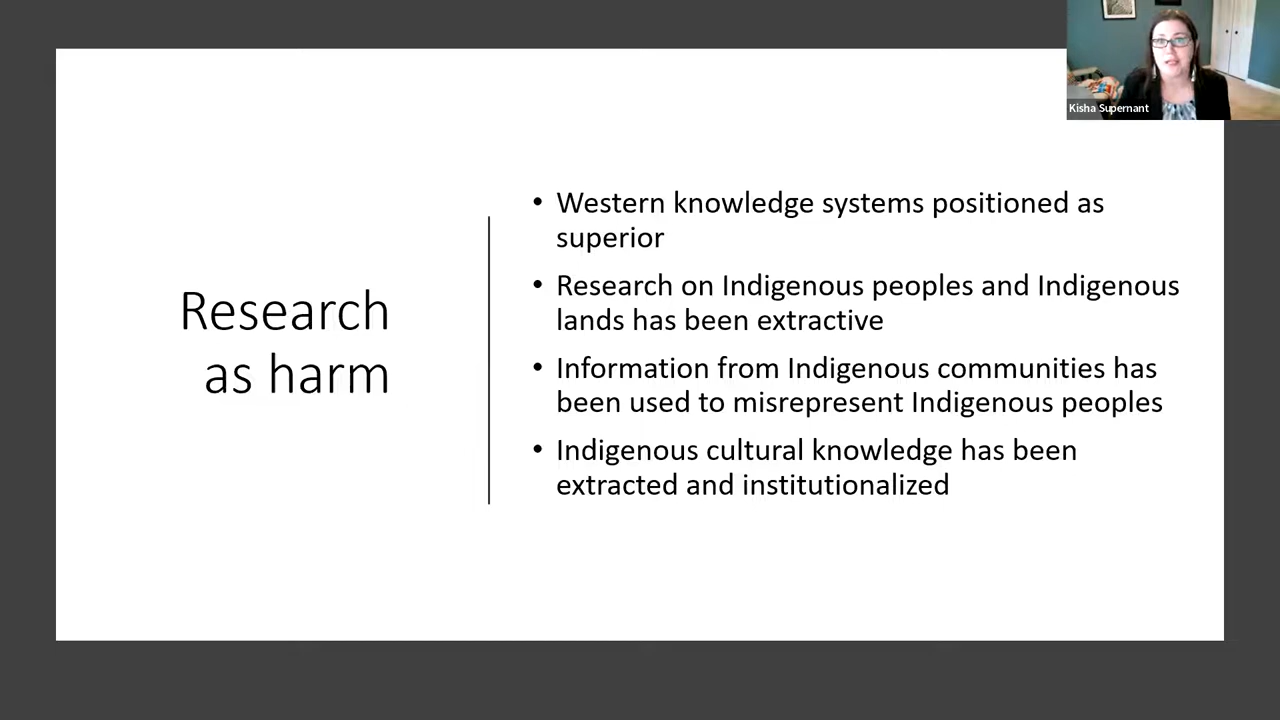 Kisha Supernant
Research
as harm
• Western knowledge systems positioned as
superior
• Research on Indigenous peoples and Indigenous
lands has been extractive
• Information from Indigenous communities has
been used to misrepresent Indigenous peoples
• Indigenous cultural knowledge has been
extracted and institutionalized